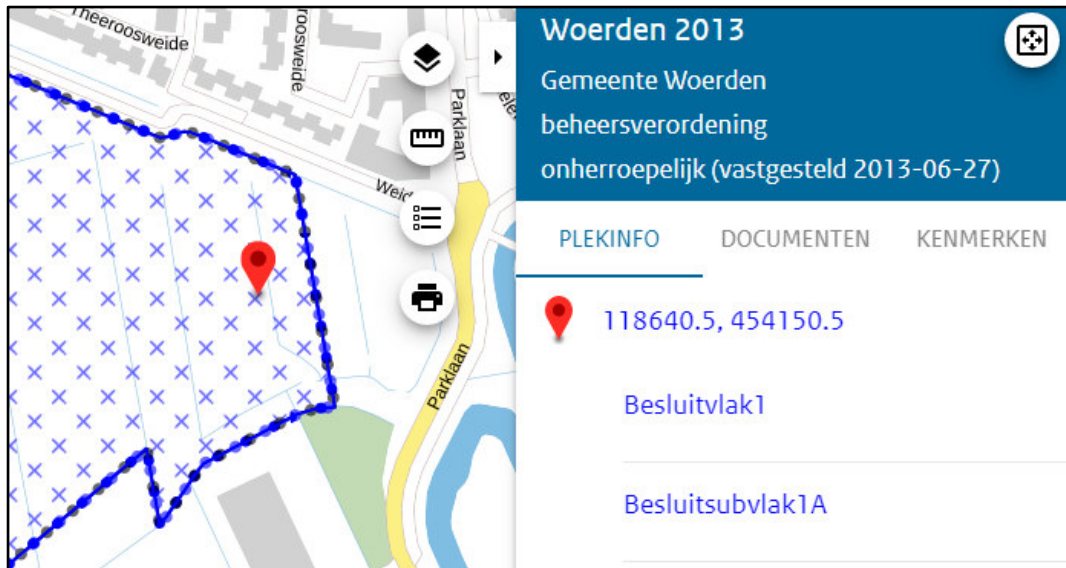 Theerooosweide
roosweide
Parklaan
Weid
Parklaan
Woerden 2013
Gemeente Woerden
beheersverordening
onherroepelijk (vastgesteld 2013-06-27)
PLEKINFO
DOCUMENTEN
KENMERKEN
118640.5, 454150.5
Besluitvlak1
Besluitsubvlak1A